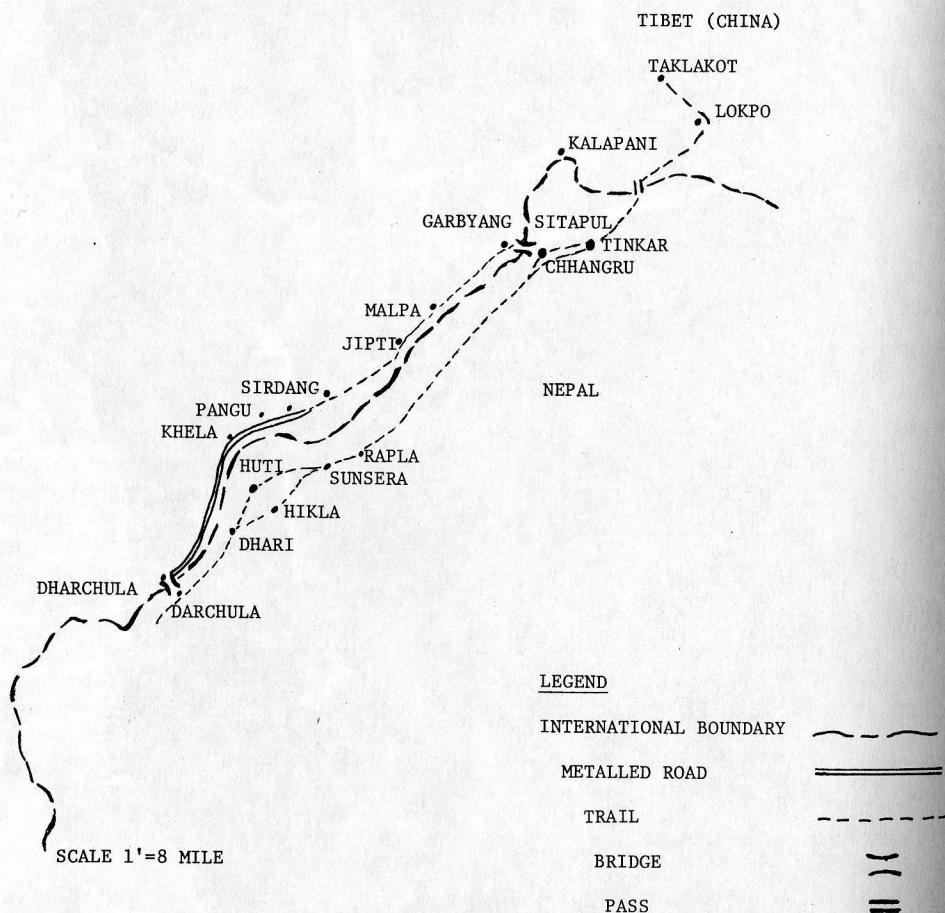 TIBET (CHINA)
TAKLAKOT
LOKPO
KALAPANI
GARBYANG
SITAPUL
TINKAR
CHHANGRU
MALPA
JIPTI
NEPAL
SIRDANG
PANGU
KHELA
RAPLA
HUTI
SUNSERA
HIKLA
DHARI
DHARCHULA
DARCHULA
LEGEND
INTERNATIONAL BOUNDARY
METALLED ROAD
TRAIL
BRIDGE
PASS
SCALE 1'=8 MILE